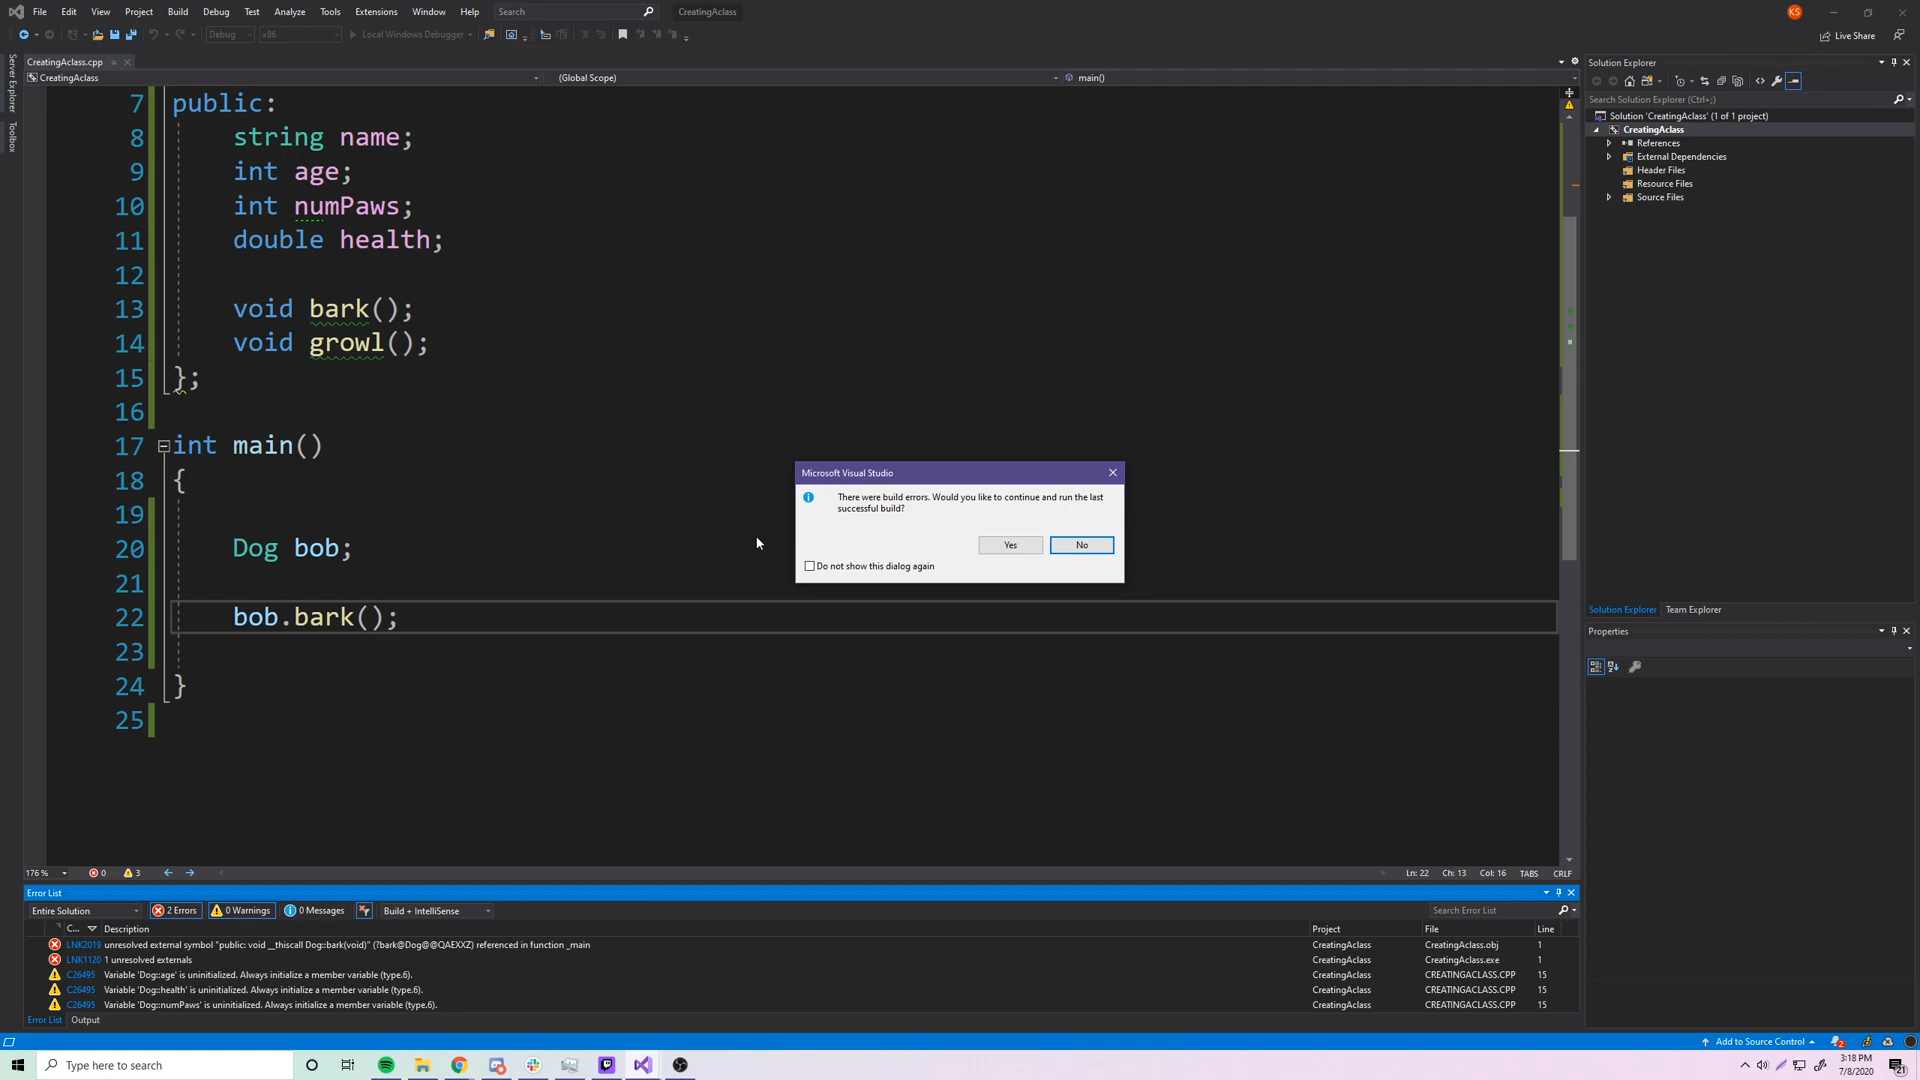 File Edit View Project Build Debug Test Analyze Tools Extensions Window Help Search CreatingAclass KS
Debug x86 Local Windows Debugger Live Share
CreatingAclass.cpp
CreatingAclass (Global Scope) main()
Server Explorer
Toolbox
7 public:
8 string name;
9 int age;
10 int numPaws;
11 double health;
12
13 void bark();
14 void growl();
15 };
16
17 int main()
18 {
19
20 Dog bob;
21
22 bob.bark();
23
24 }
25
Microsoft Visual Studio
There were build errors. Would you like to continue and run the last
successful build?
Yes No
Do not show this dialog again
Solution Explorer
Search Solution Explorer (Ctrl+;)
Solution 'CreatingAclass' (1 of 1 project)
CreatingAclass
References
External Dependencies
Header Files
Resource Files
Source Files
Solution Explorer Team Explorer
Properties
176 % 0 3 Ln: 22 Ch: 13 Col: 16 TABS CRLF
Error List
Entire Solution 2 Errors 0 Warnings 0 Messages Build + IntelliSense Search Error List
C... Description Project File Line
LNK2019 unresolved external symbol "public: void __thiscall Dog::bark(void)" (?bark@Dog@@QAEXXZ) referenced in function _main CreatingAclass CreatingAclass.obj 1
LNK1120 1 unresolved externals CreatingAclass CreatingAclass.exe 1
C26495 Variable 'Dog::age' is uninitialized. Always initialize a member variable (type.6). CreatingAclass CREATINGACLASS.CPP 15
C26495 Variable 'Dog::health' is uninitialized. Always initialize a member variable (type.6). CreatingAclass CREATINGACLASS.CPP 15
C26495 Variable 'Dog::numPaws' is uninitialized. Always initialize a member variable (type.6). CreatingAclass CREATINGACLASS.CPP 15
Error List Output
Add to Source Control 2
Type here to search
3:18 PM
7/8/2020
21